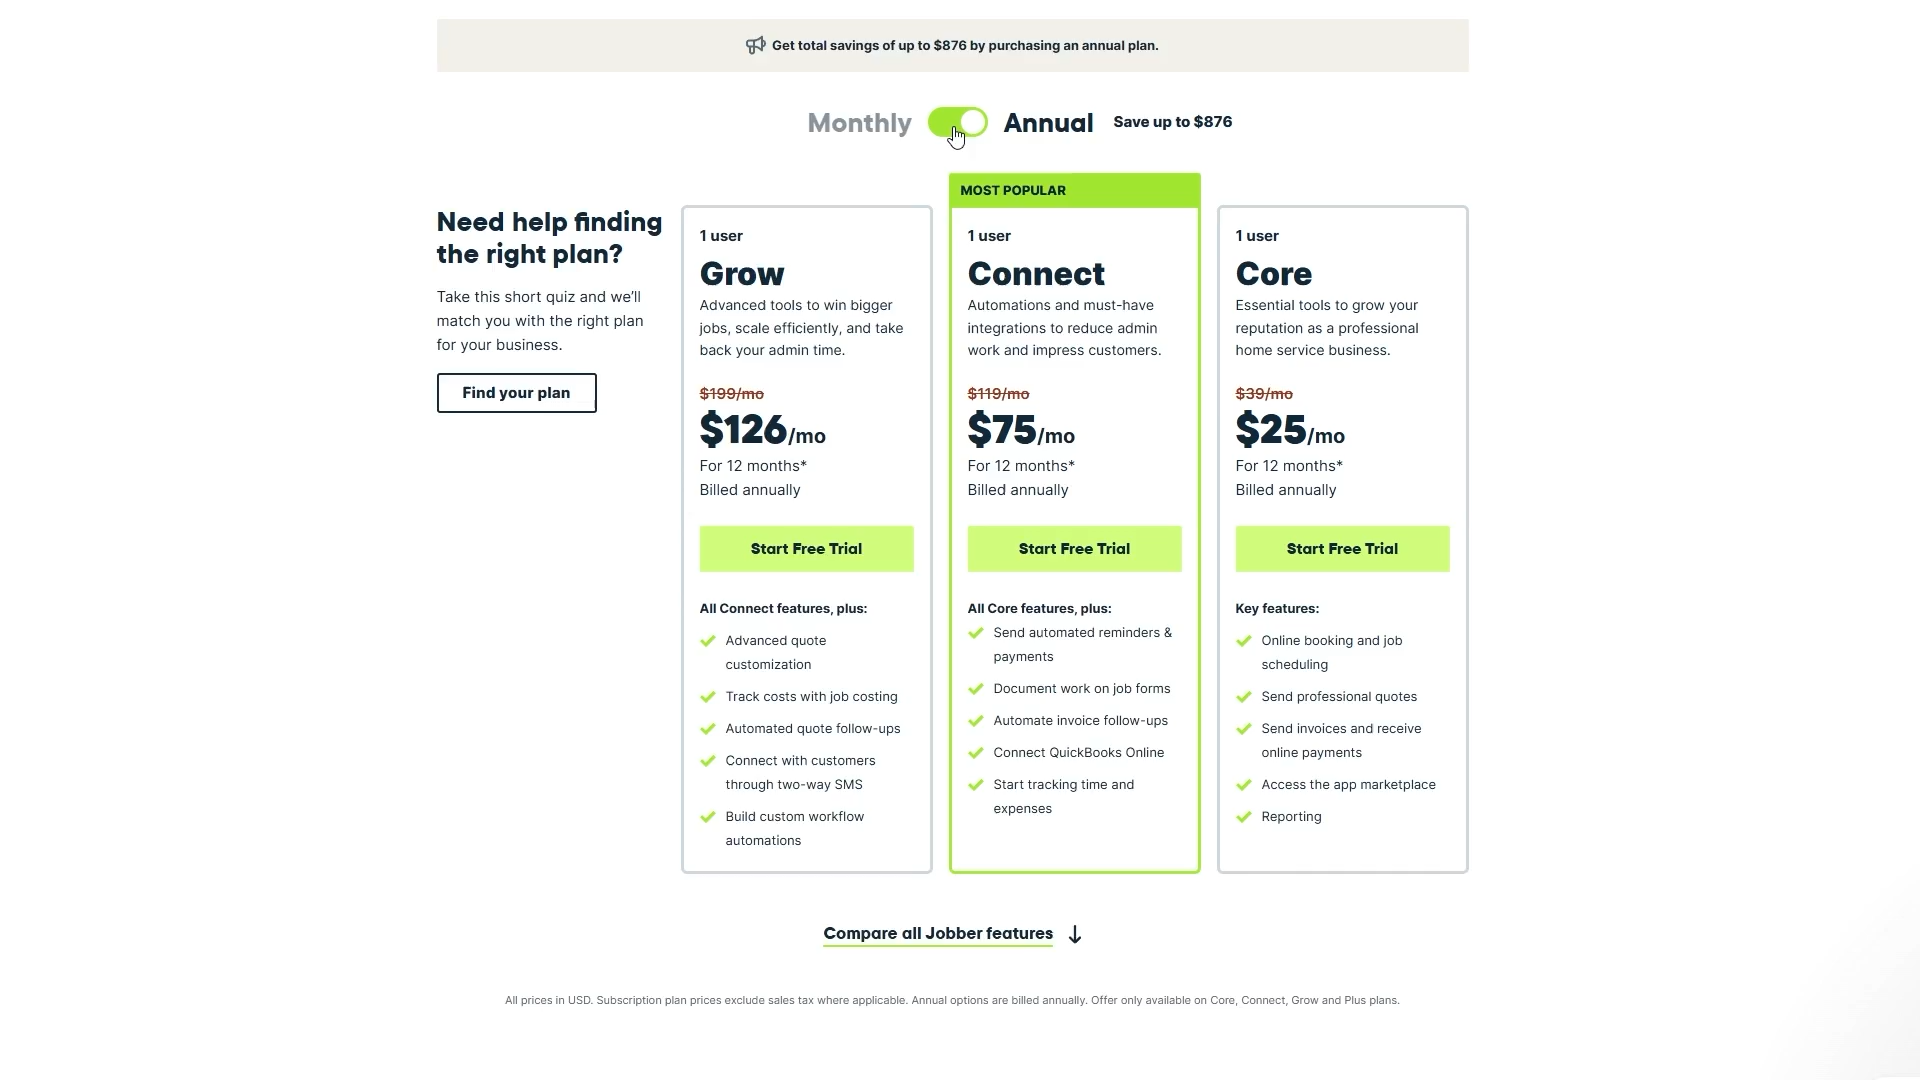 Get total savings of up to $876 by purchasing an annual plan.
Monthly
Annual
Save up to $876
Need help finding
the right plan?
Take this short quiz and we'll
match you with the right plan
for your business.
Find your plan
1 user
Grow
Advanced tools to win bigger
jobs, scale efficiently, and take
back your admin time.
$199/mo
$126/mo
For 12 months*
Billed annually
Start Free Trial
All Connect features, plus:
Advanced quote
customization
Track costs with job costing
Automated quote follow-ups
Connect with customers
through two-way SMS
Build custom workflow
automations
MOST POPULAR
1 user
Connect
Automations and must-have
integrations to reduce admin
work and impress customers.
$119/mo
$75/mo
For 12 months*
Billed annually
Start Free Trial
All Core features, plus:
Send automated reminders &
payments
Document work on job forms
Automate invoice follow-ups
Connect QuickBooks Online
Start tracking time and
expenses
1 user
Core
Essential tools to grow your
reputation as a professional
home service business.
$39/mo
$25/mo
For 12 months*
Billed annually
Start Free Trial
Key features:
Online booking and job
scheduling
Send professional quotes
Send invoices and receive
online payments
Access the app marketplace
Reporting
Compare all Jobber features
All prices in USD. Subscription plan prices exclude sales tax where applicable. Annual options are billed annually. Offer only available on Core, Connect, Grow and Plus plans.